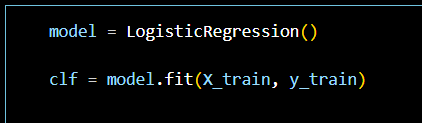 model = LogisticRegression()
clf = model.fit(X_train, y_train)